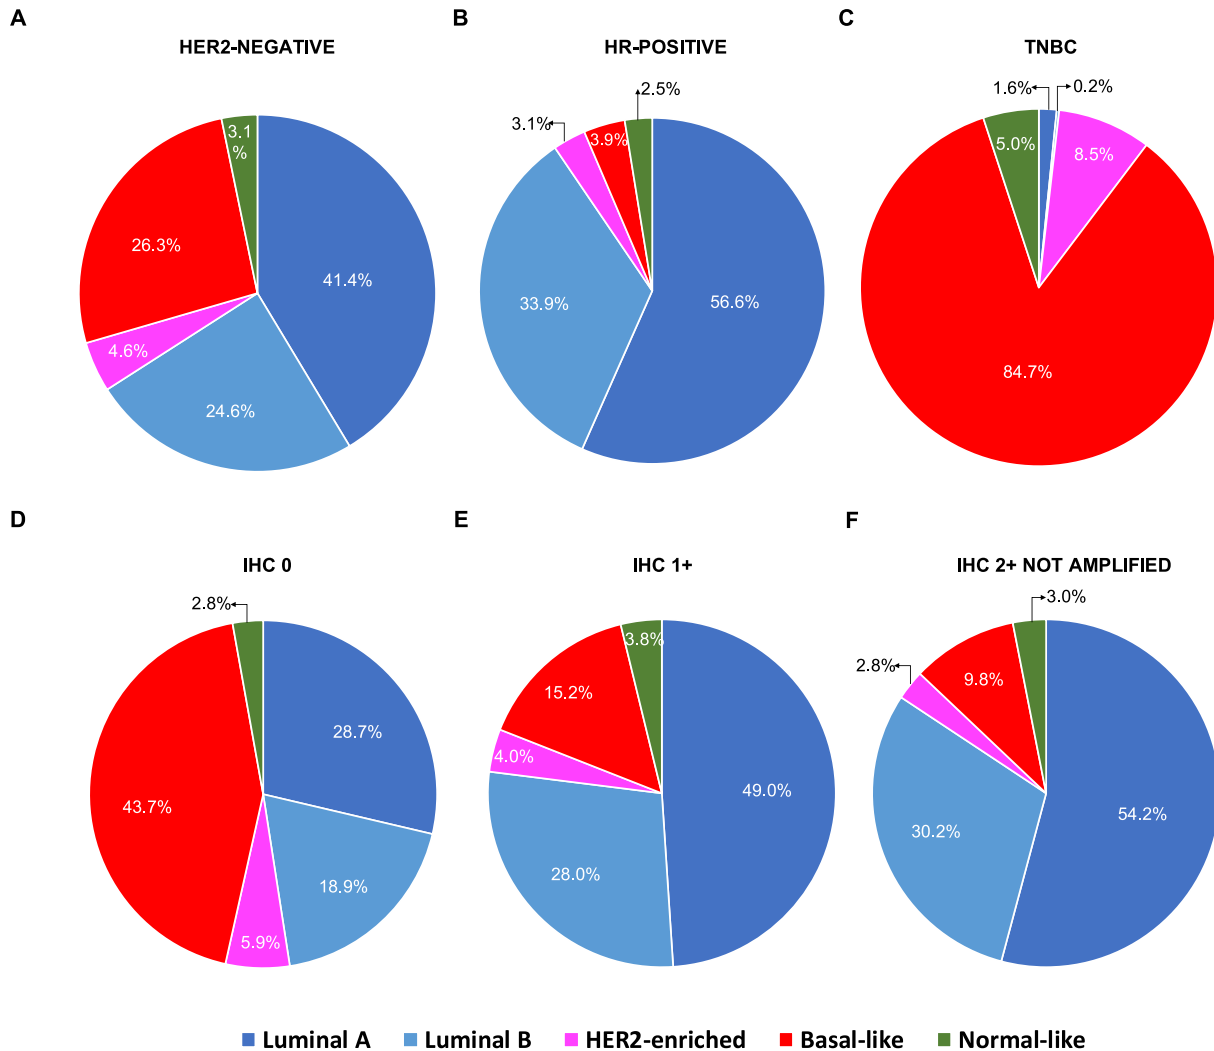 A
HER2-NEGATIVE
3.1
%
26.3%
41.4%
4.6%
24.6%
B
HR-POSITIVE
2.5%
3.1%
3.9%
33.9%
56.6%
C
TNBC
1.6%
0.2%
5.0%
8.5%
84.7%
D
IHC 0
2.8%
28.7%
43.7%
18.9%
5.9%
E
IHC 1+
3.8%
15.2%
4.0%
49.0%
28.0%
F
IHC 2+ NOT AMPLIFIED
3.0%
2.8%
9.8%
54.2%
30.2%
Luminal A
Luminal B
HER2-enriched
Basal-like
Normal-like